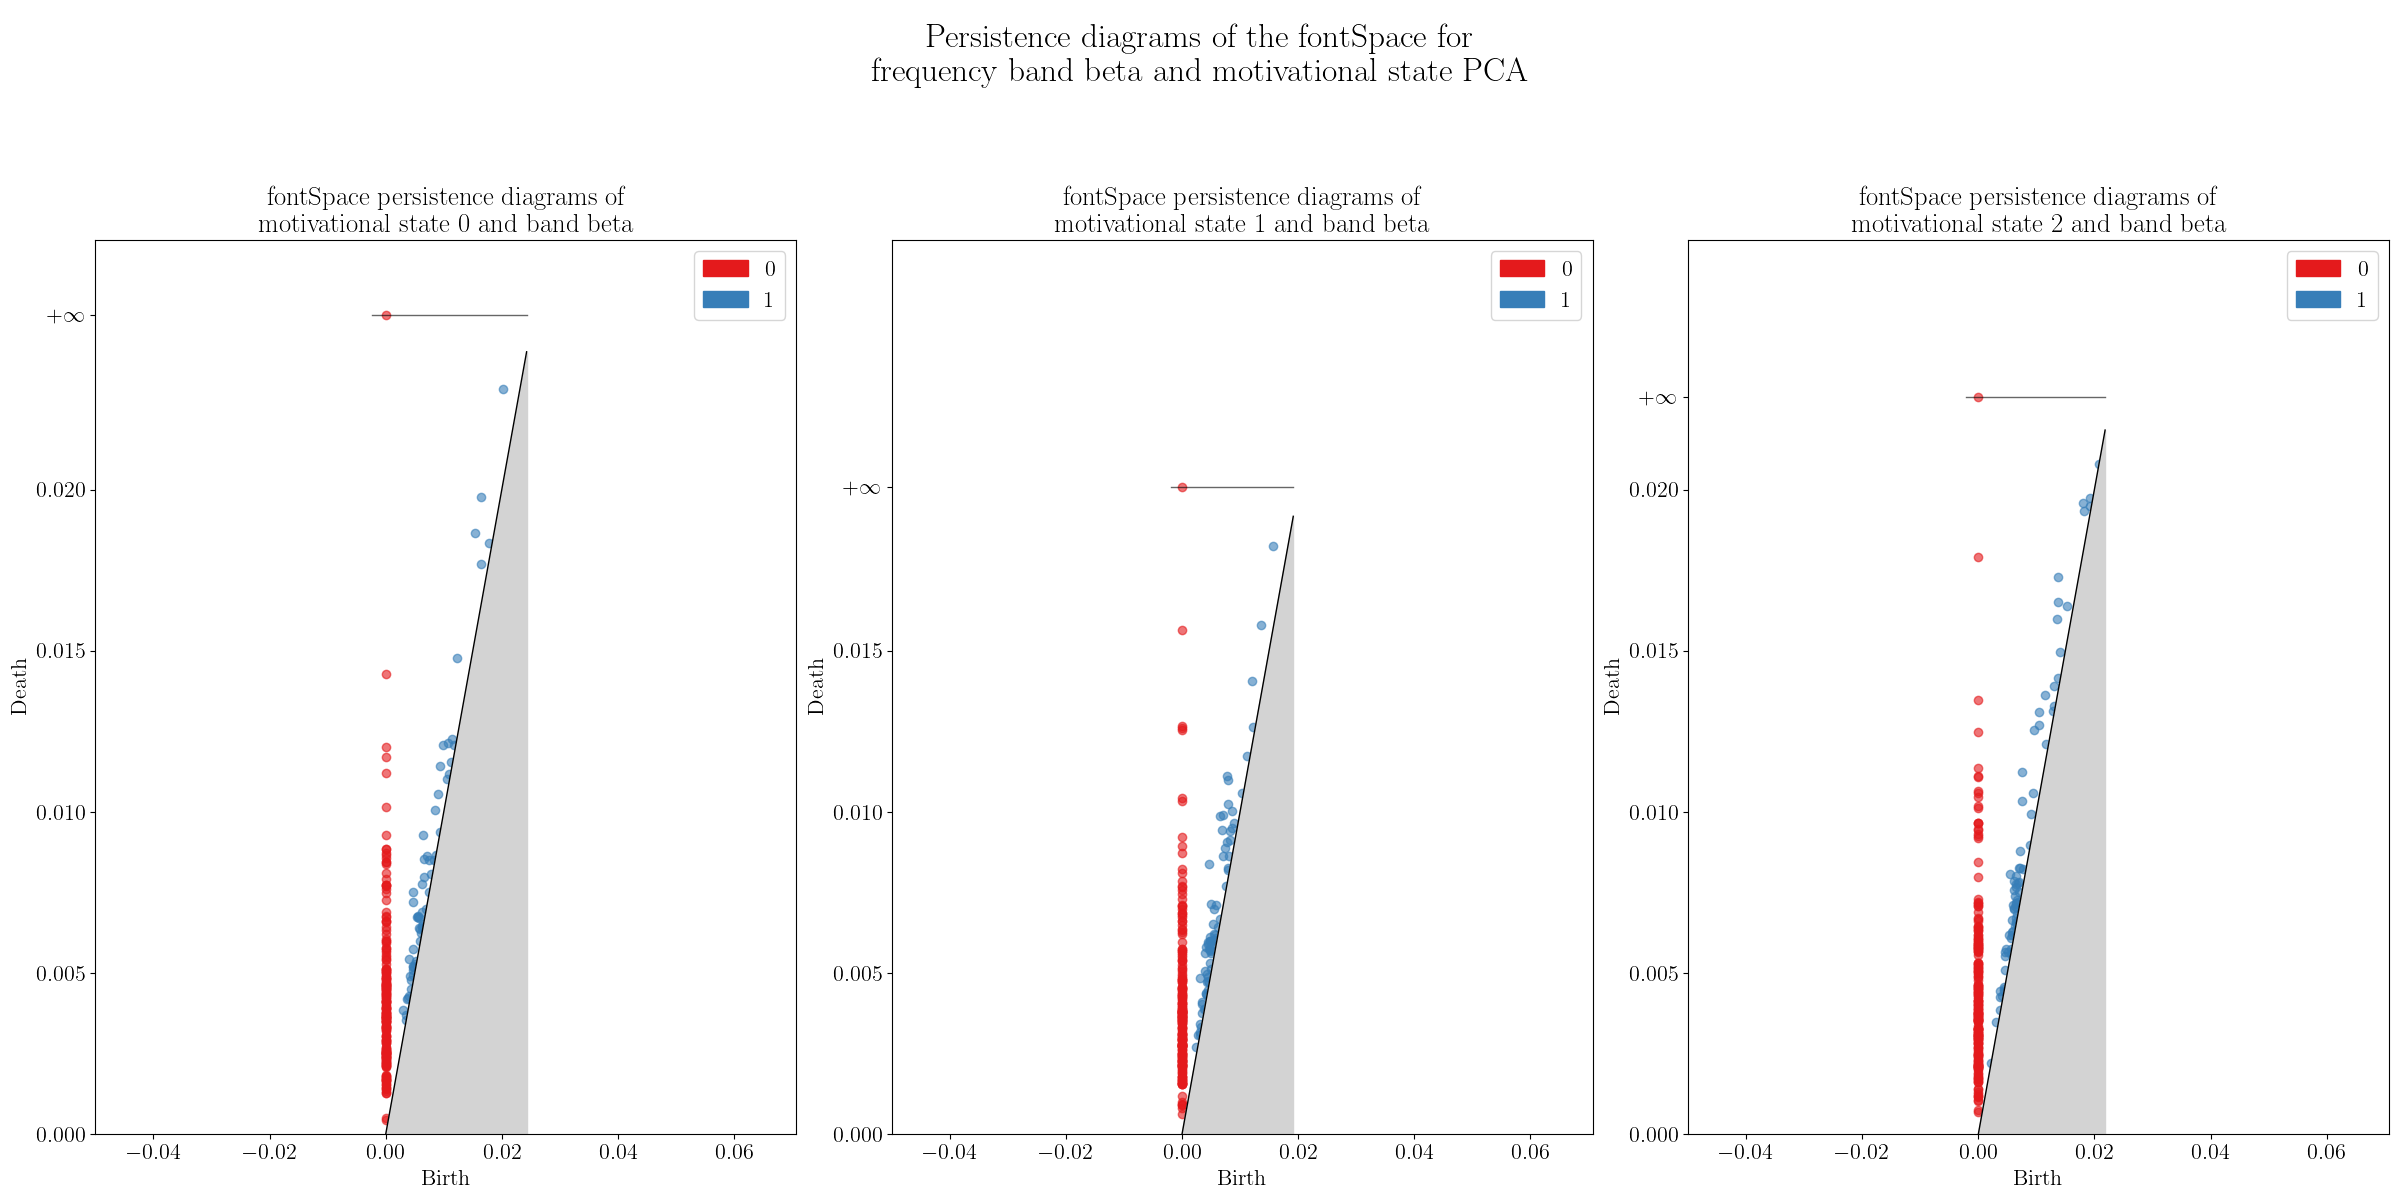 Persistence diagrams of the fontSpace for
frequency band beta and motivational state PCA
fontSpace persistence diagrams of
motivational state 0 and band beta
0
1
+∞
0.020
0.015
0.010
0.005
0.000
Death
−0.04
−0.02
0.00
0.02
0.04
0.06
Birth
fontSpace persistence diagrams of
motivational state 1 and band beta
0
1
+∞
0.015
0.010
0.005
0.000
Death
−0.04
−0.02
0.00
0.02
0.04
0.06
Birth
fontSpace persistence diagrams of
motivational state 2 and band beta
0
1
+∞
0.020
0.015
0.010
0.005
0.000
Death
−0.04
−0.02
0.00
0.02
0.04
0.06
Birth